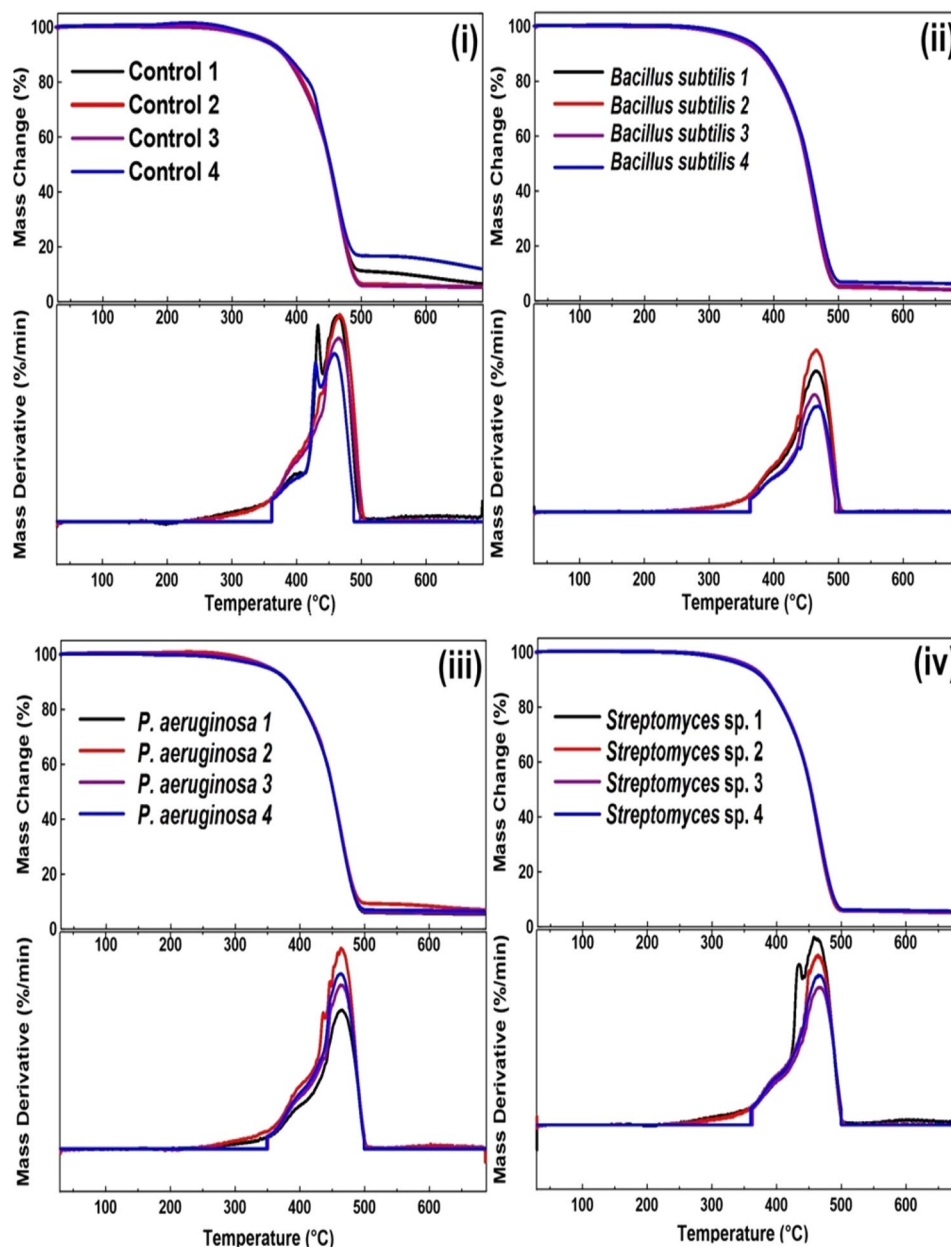 (i)
Mass Change (%)
100
80
60
40
20
0
Control 1
Control 2
Control 3
Control 4
100 200 300 400 500 600
Mass Derivative (%/min)
100 200 300 400 500 600
Temperature (°C)
(ii)
Mass Change (%)
100
80
60
40
20
0
Bacillus subtilis 1
Bacillus subtilis 2
Bacillus subtilis 3
Bacillus subtilis 4
100 200 300 400 500 600
Mass Derivative (%/min)
100 200 300 400 500 600
Temperature (°C)
(iii)
Mass Change (%)
100
80
60
40
20
0
P. aeruginosa 1
P. aeruginosa 2
P. aeruginosa 3
P. aeruginosa 4
100 200 300 400 500 600
Mass Derivative (%/min)
100 200 300 400 500 600
Temperature (°C)
(iv)
Mass Change (%)
100
80
60
40
20
0
Streptomyces sp. 1
Streptomyces sp. 2
Streptomyces sp. 3
Streptomyces sp. 4
100 200 300 400 500 600
Mass Derivative (%/min)
100 200 300 400 500 600
Temperature (°C)